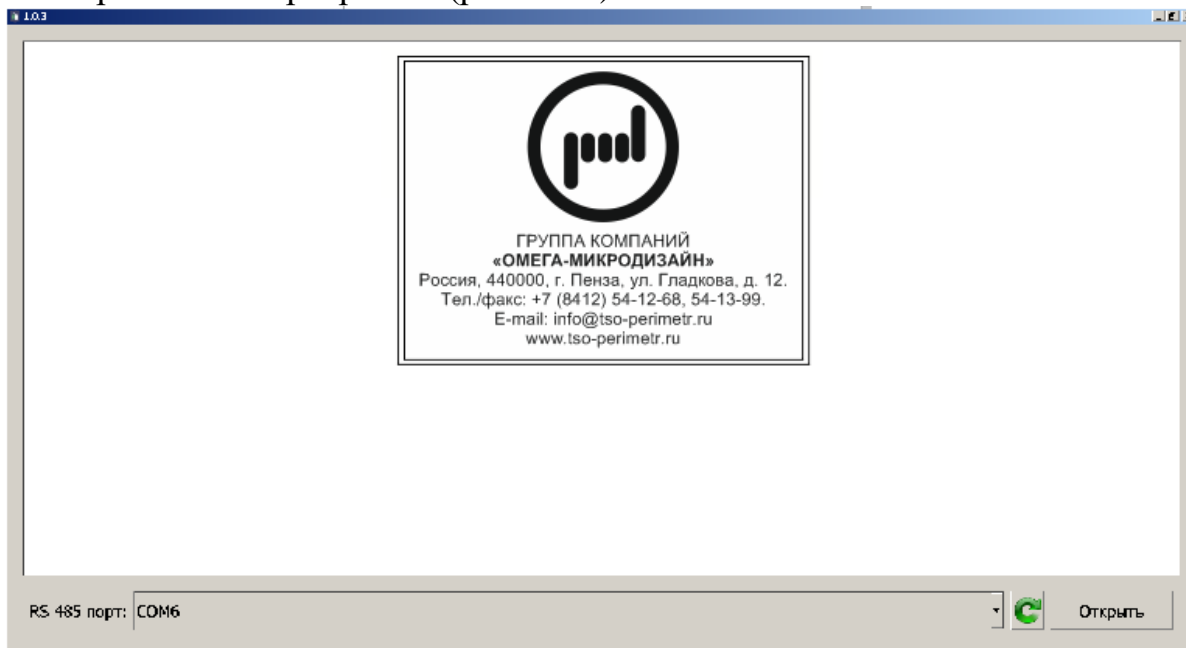 1.0.3
ГРУППА КОМПАНИЙ
«ОМЕГА-МИКРОДИЗАЙН»
Россия, 440000, г. Пенза, ул. Гладкова, д. 12.
Тел./факс: +7 (8412) 54-12-68, 54-13-99.
E-mail: info@tso-perimetr.ru
www.tso-perimetr.ru
RS 485 порт: COM6
Открыть